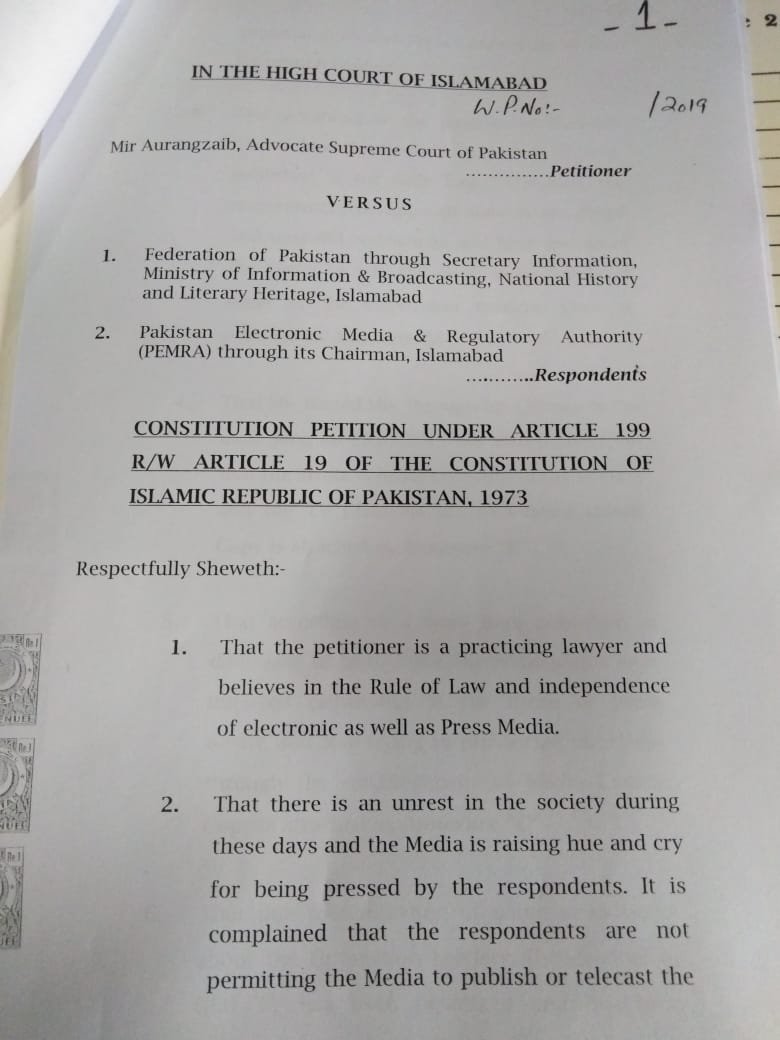 - 1 -
: 2
IN THE HIGH COURT OF ISLAMABAD
W.P.No:- /2019
Mir Aurangzaib, Advocate Supreme Court of Pakistan
...............Petitioner
VERSUS
1. Federation of Pakistan through Secretary Information,
Ministry of Information & Broadcasting, National History
and Literary Heritage, Islamabad
2. Pakistan Electronic Media & Regulatory Authority
(PEMRA) through its Chairman, Islamabad
............Respondents
CONSTITUTION PETITION UNDER ARTICLE 199
R/W ARTICLE 19 OF THE CONSTITUTION OF
ISLAMIC REPUBLIC OF PAKISTAN, 1973
Respectfully Sheweth:-
1. That the petitioner is a practicing lawyer and
believes in the Rule of Law and independence
of electronic as well as Press Media.
2. That there is an unrest in the society during
these days and the Media is raising hue and cry
for being pressed by the respondents. It is
complained that the respondents are not
permitting the Media to publish or telecast the